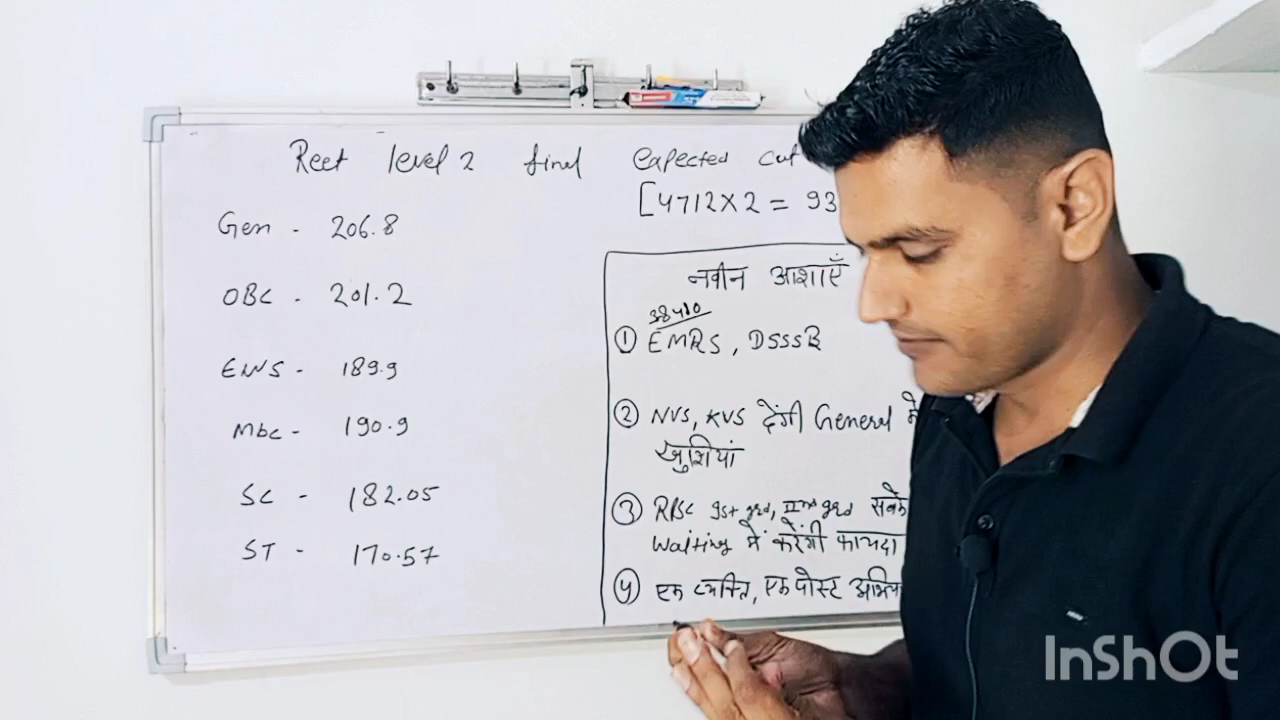 Reet level 2 final expected cut
[4712x2 = 93
Gen - 206.8
OBC - 201.2
EWS - 189.9
Mbc - 190.9
SC - 182.05
ST - 170.57
नवीन आशाएँ
38410
① EMRS, DSSSB
② NVS, KVS देंगी General में
खुशियां
③ RBSC 1st grd, IInd grd सबके
waiting में करेंगी फायदा
④ एक व्यक्ति, एक पोस्ट
InShOt